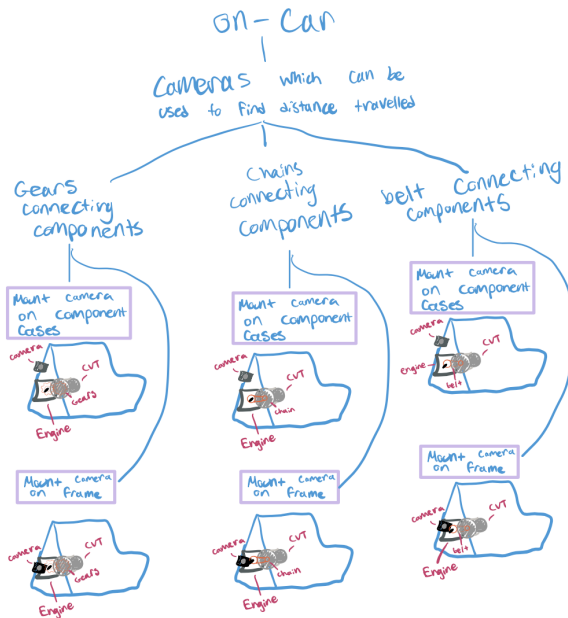 on - Car
Cameras which can be
used to find distance travelled
Gears
connecting
components
Mount camera
on component
Cases
camera
CVT
Gears
Engine
Mount camera
on frame
camera
CVT
Gears
Engine
Chains
connecting
components
Mount camera
on component
Cases
camera
CVT
chain
Engine
Mount camera
on frame
camera
CVT
chain
Engine
belt connecting
components
Mount camera
on component
Cases
camera
CVT
engine
belt
Mount camera
on frame
camera
CVT
belt
Engine